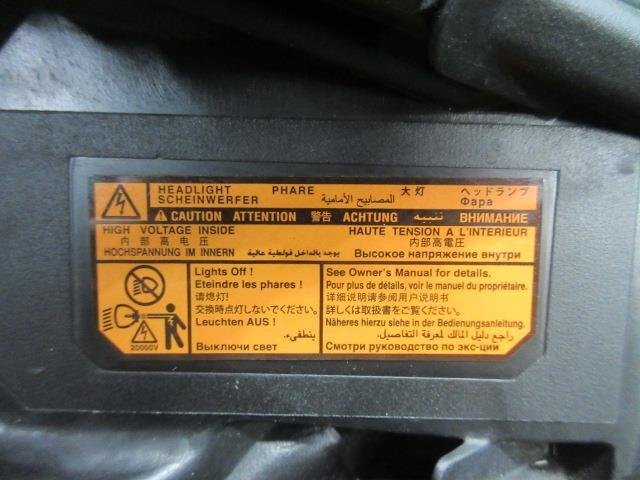 HEADLIGHT PHARE المصابيح الأمامية 大灯 ヘッドランプ
SCHEINWERFER Фара
CAUTION ATTENTION 警告 ACHTUNG تنبيه ВНИМАНИЕ
HIGH VOLTAGE INSIDE HAUTE TENSION A L'INTERIEUR
内部高电压 内部高電圧
HOCHSPANNUNG IM INNERN يوجد بالداخل فولطية عالية Высокое напряжение внутри
Lights Off !
Eteindre les phares !
请熄灯!
交換時点灯しないでください。
Leuchten AUS !
ينطفىء!
Выключи свет
20000V
See Owner's Manual for details.
Pour plus de détails, voir le manuel du propriétaire.
详细说明请参阅用户说明书
詳しくは取扱書をご覧ください。
Näheres hierzu siehe in der Bedienungsanleitung.
راجع دليل المالك لمعرفة التفاصيل.
Смотри руководство по экс-ций